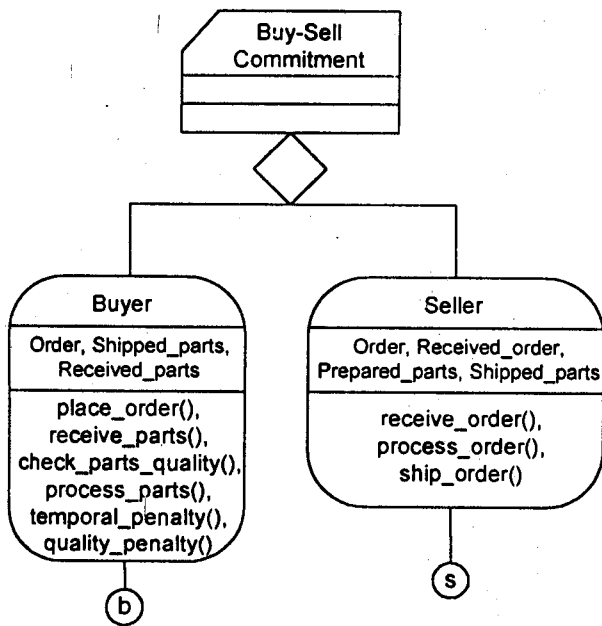 Buy-Sell
Commitment
Buyer
Order, Shipped_parts,
Received_parts
place_order(),
receive_parts(),
check_parts_quality(),
process_parts(),
temporal_penalty(),
quality_penalty()
b
Seller
Order, Received_order,
Prepared_parts, Shipped_parts
receive_order(),
process_order(),
ship_order()
s